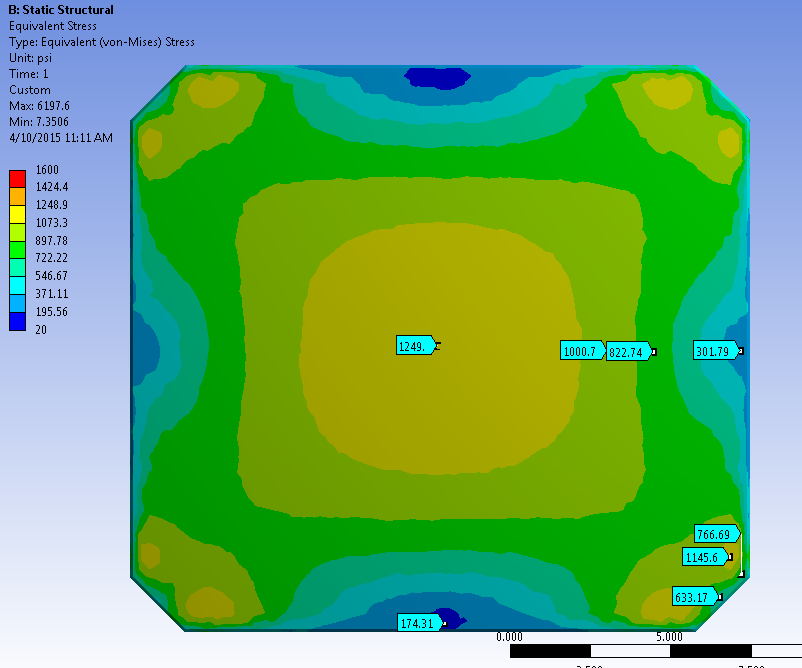 B: Static Structural
Equivalent Stress
Type: Equivalent (von-Mises) Stress
Unit: psi
Time: 1
Custom
Max: 6197.6
Min: 7.3506
4/10/2015 11:11 AM
1600
1424.4
1248.9
1073.3
897.78
722.22
546.67
371.11
195.56
20
1249.
1000.7
822.74
301.79
766.69
1145.6
633.17
174.31
0.000 5.000